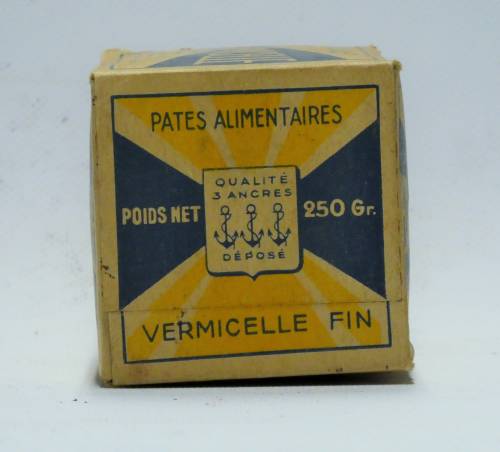 PATES ALIMENTAIRES
QUALITÉ
3 ANCRES
POIDS NET
250 Gr.
DÉPOSÉ
VERMICELLE FIN